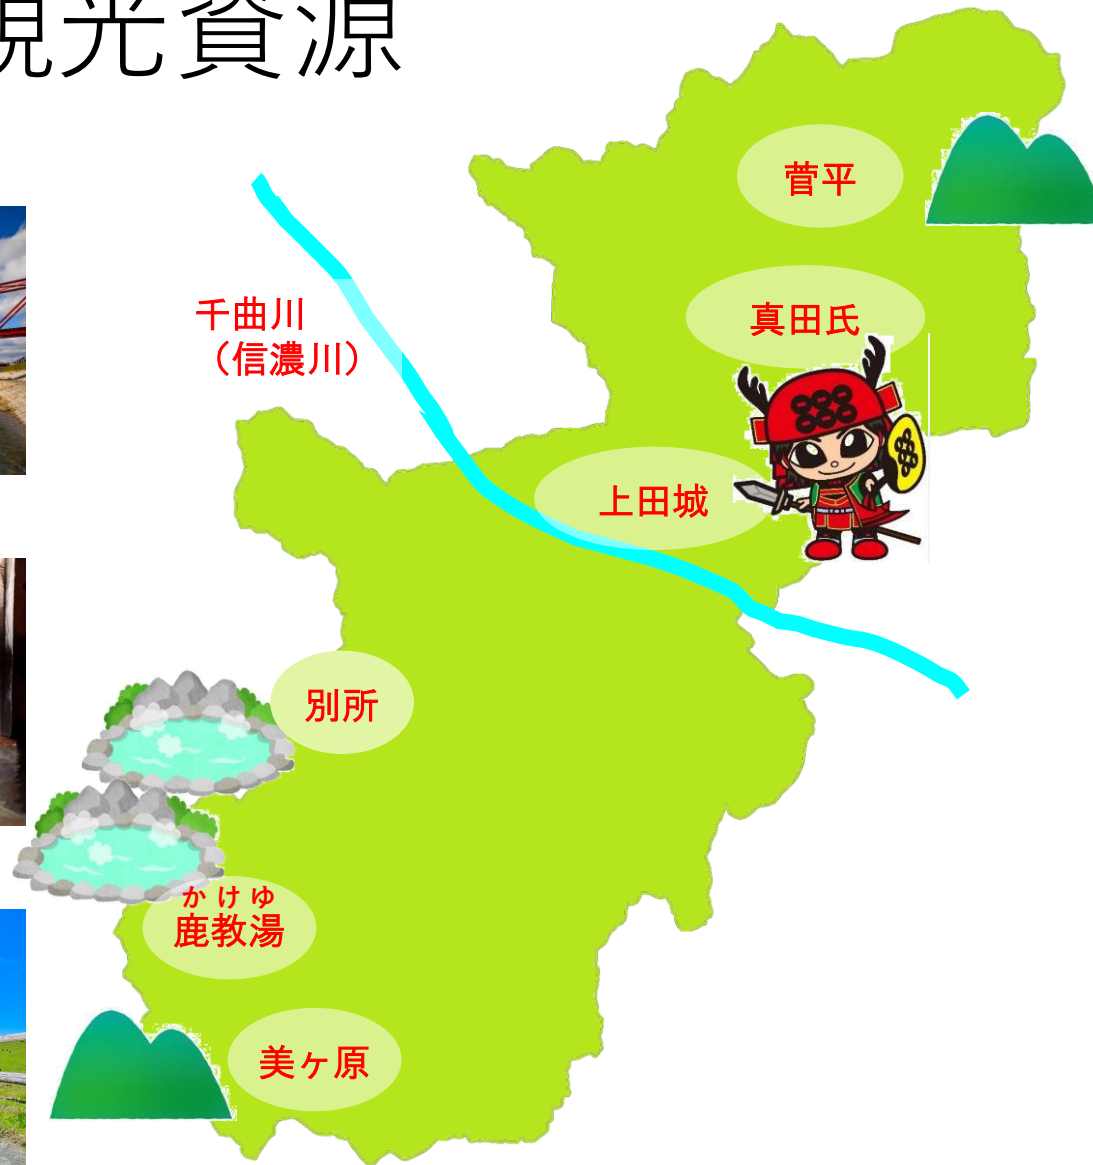 観光資源
菅平
真田氏
千曲川
（信濃川）
上田城
別所
かけゆ
鹿教湯
美ヶ原